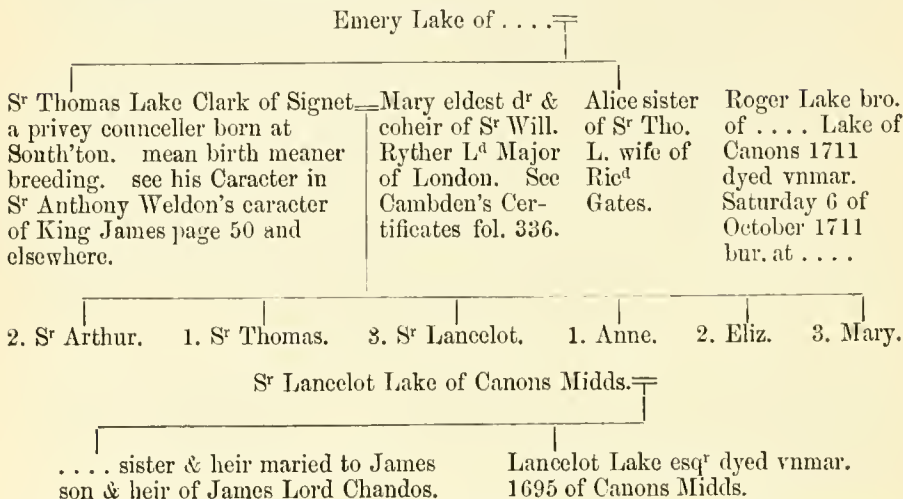 Emery Lake of . . . .
Sʳ Thomas Lake Clark of Signet
a privey counceller born at
South'ton. mean birth meaner
breeding. see his Caracter in
Sʳ Anthony Weldon's caracter
of King James page 50 and
elsewhere.
Mary eldest dʳ &
coheir of Sʳ Will.
Ryther Lᵈ Major
of London. See
Cambden's Cer-
tificates fol. 336.
Alice sister
of Sʳ Tho.
L. wife of
Ricᵈ
Gates.
Roger Lake bro.
of . . . . Lake of
Canons 1711
dyed vnmar.
Saturday 6 of
October 1711
bur. at . . . .
2. Sʳ Arthur. 1. Sʳ Thomas. 3. Sʳ Lancelot. 1. Anne. 2. Eliz. 3. Mary.
Sʳ Lancelot Lake of Canons Midds.
. . . . sister & heir maried to James
son & heir of James Lord Chandos.
Lancelot Lake esqʳ dyed vnmar.
1695 of Canons Midds.